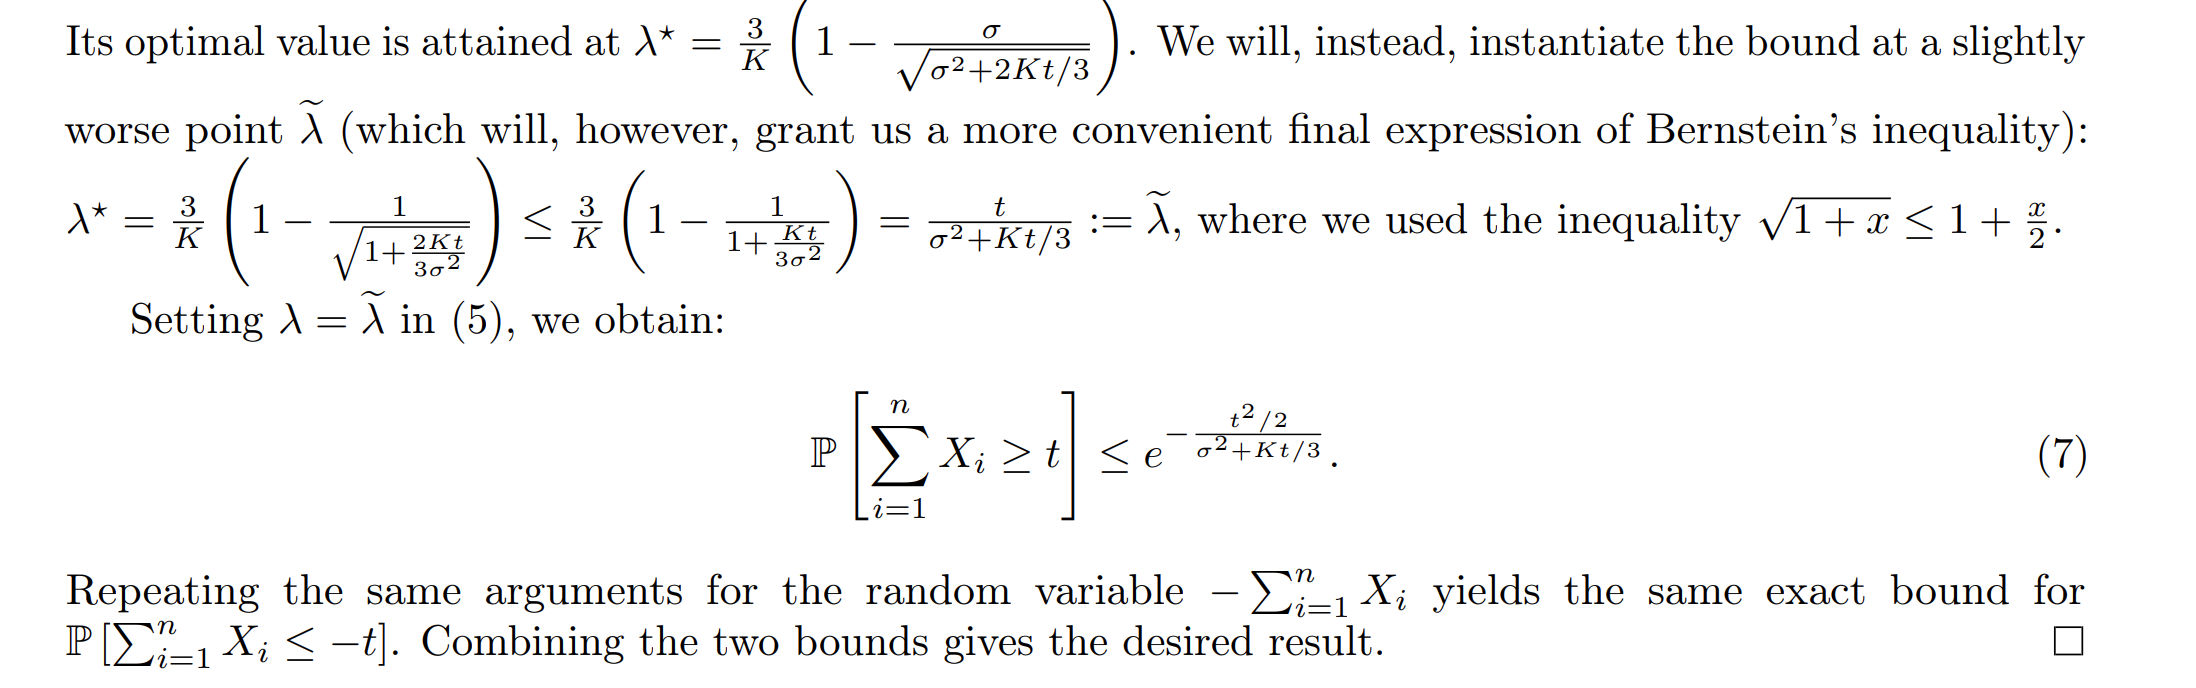 Its optimal value is attained at $\lambda^\star = \frac{3}{K}\left(1 - \frac{\sigma}{\sqrt{\sigma^2+2Kt/3}}\right)$. We will, instead, instantiate the bound at a slightly
worse point $\widetilde{\lambda}$ (which will, however, grant us a more convenient final expression of Bernstein's inequality):
$\lambda^\star = \frac{3}{K}\left(1 - \frac{1}{\sqrt{1+\frac{2Kt}{3\sigma^2}}}\right) \leq \frac{3}{K}\left(1 - \frac{1}{1+\frac{Kt}{3\sigma^2}}\right) = \frac{t}{\sigma^2+Kt/3} := \widetilde{\lambda}$, where we used the inequality $\sqrt{1+x} \leq 1 + \frac{x}{2}$.
Setting $\lambda = \widetilde{\lambda}$ in (5), we obtain:
$\mathbb{P}\left[\sum_{i=1}^{n} X_i \geq t\right] \leq e^{-\frac{t^2/2}{\sigma^2+Kt/3}}.$ (7)
Repeating the same arguments for the random variable $-\sum_{i=1}^{n} X_i$ yields the same exact bound for
$\mathbb{P}\left[\sum_{i=1}^{n} X_i \leq -t\right]$. Combining the two bounds gives the desired result. □